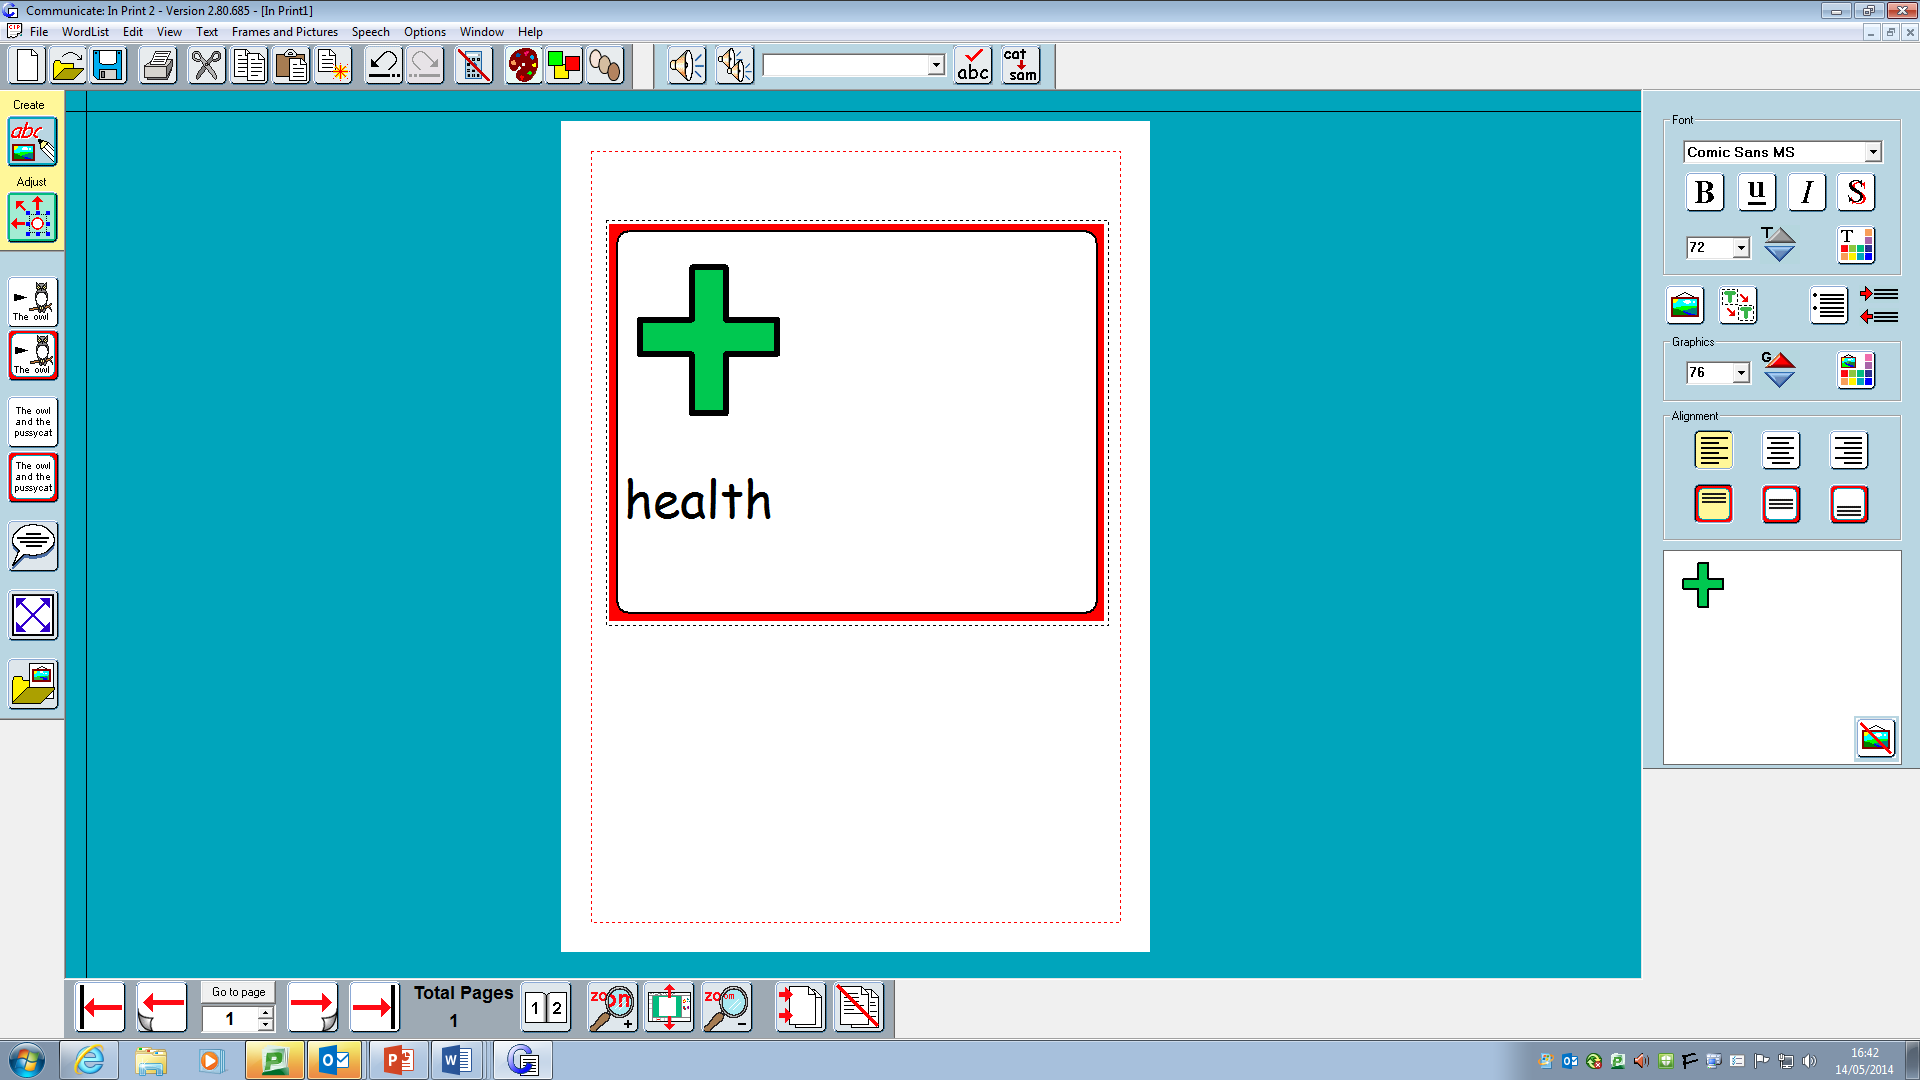 Communicate: In Print 2 - Version 2.80.685 - [In Print1]
File WordList Edit View Text Frames and Pictures Speech Options Window Help
abc
cat
sam
Create
abc
Adjust
The owl
The owl
The owl
and the
pussycat
The owl
and the
pussycat
health
Font
Comic Sans MS
B u I S
72
T
T
T
T
Graphics
76
G
Alignment
Go to page
1
Total Pages
1
1 2
zoom
+
zoom
-
16:42
14/05/2014